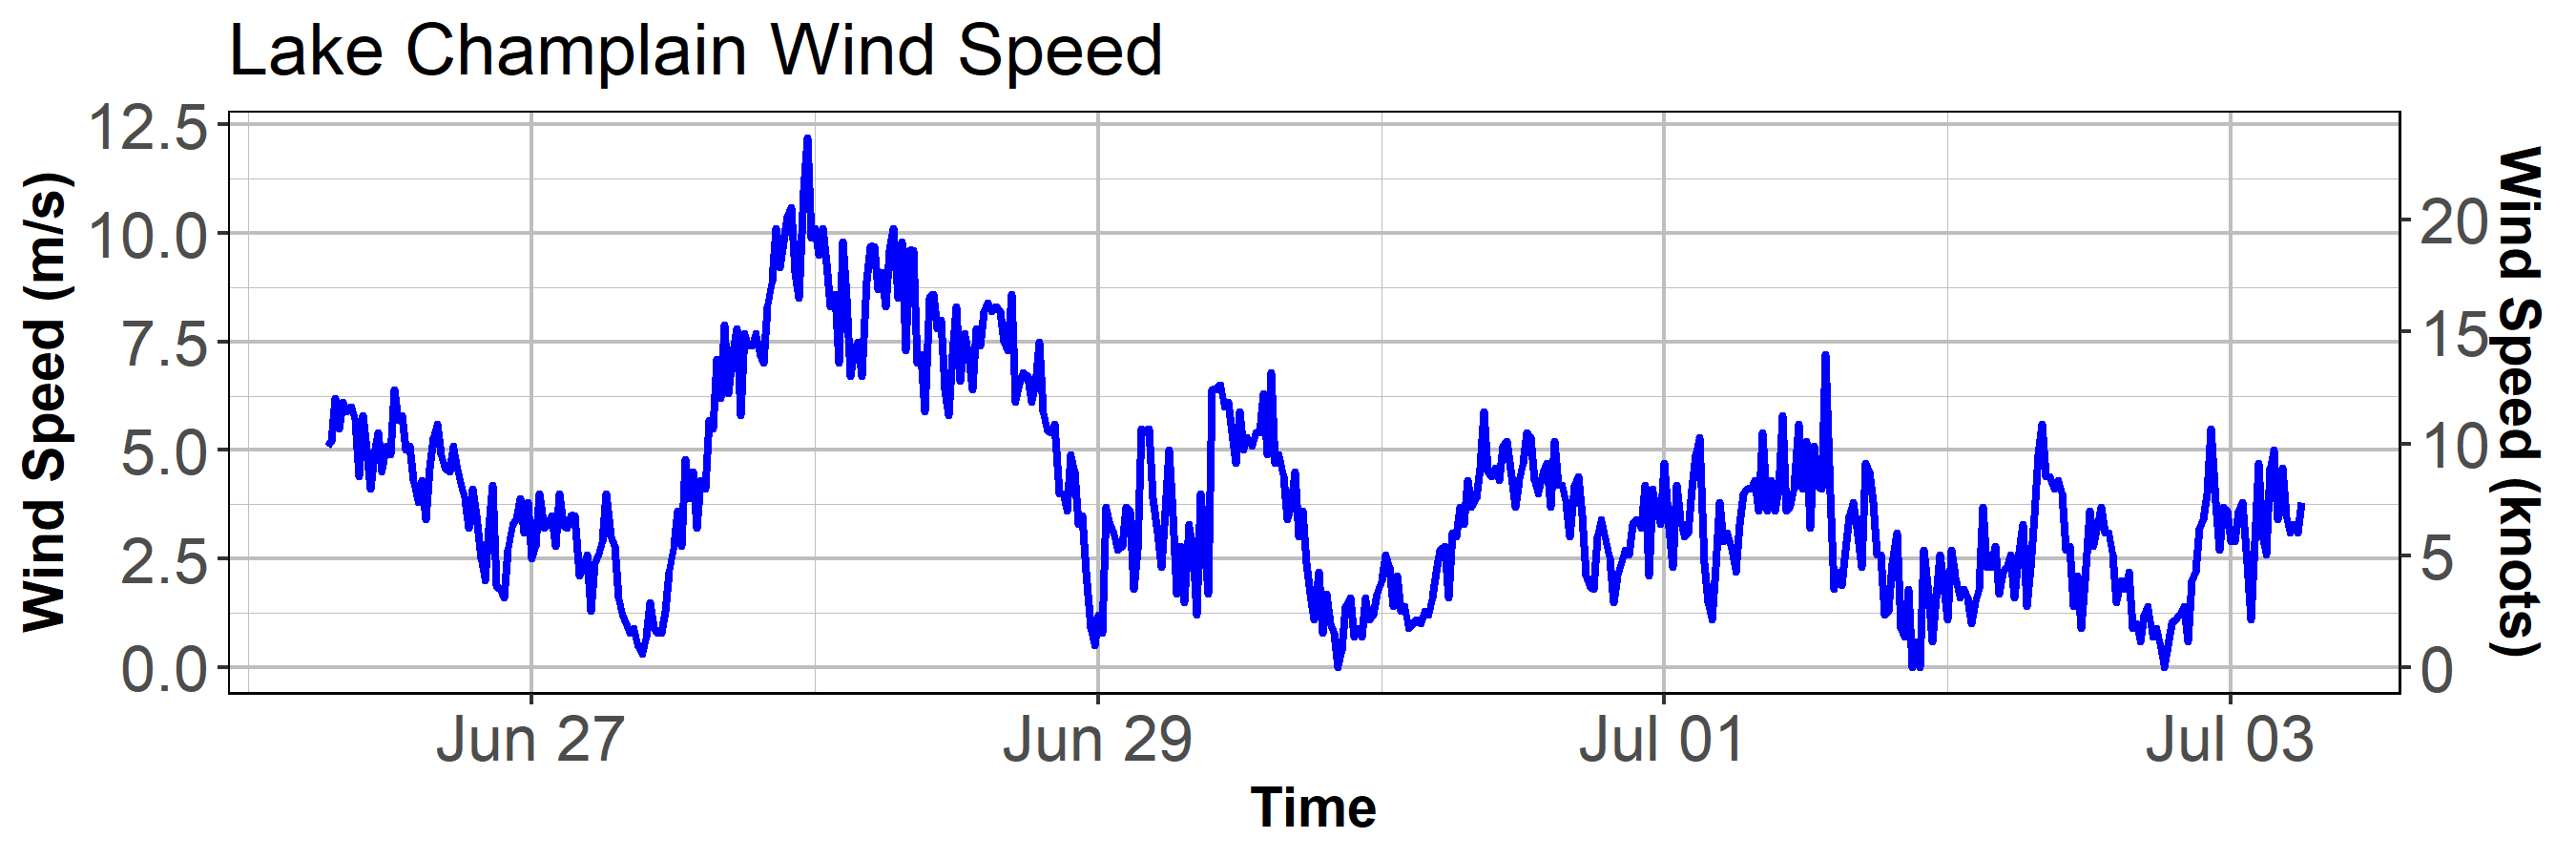 Lake Champlain Wind Speed
Wind Speed (m/s)
12.5
10.0
7.5
5.0
2.5
0.0
20
15
10
5
0
Wind Speed (knots)
Jun 27 Jun 29 Jul 01 Jul 03
Time